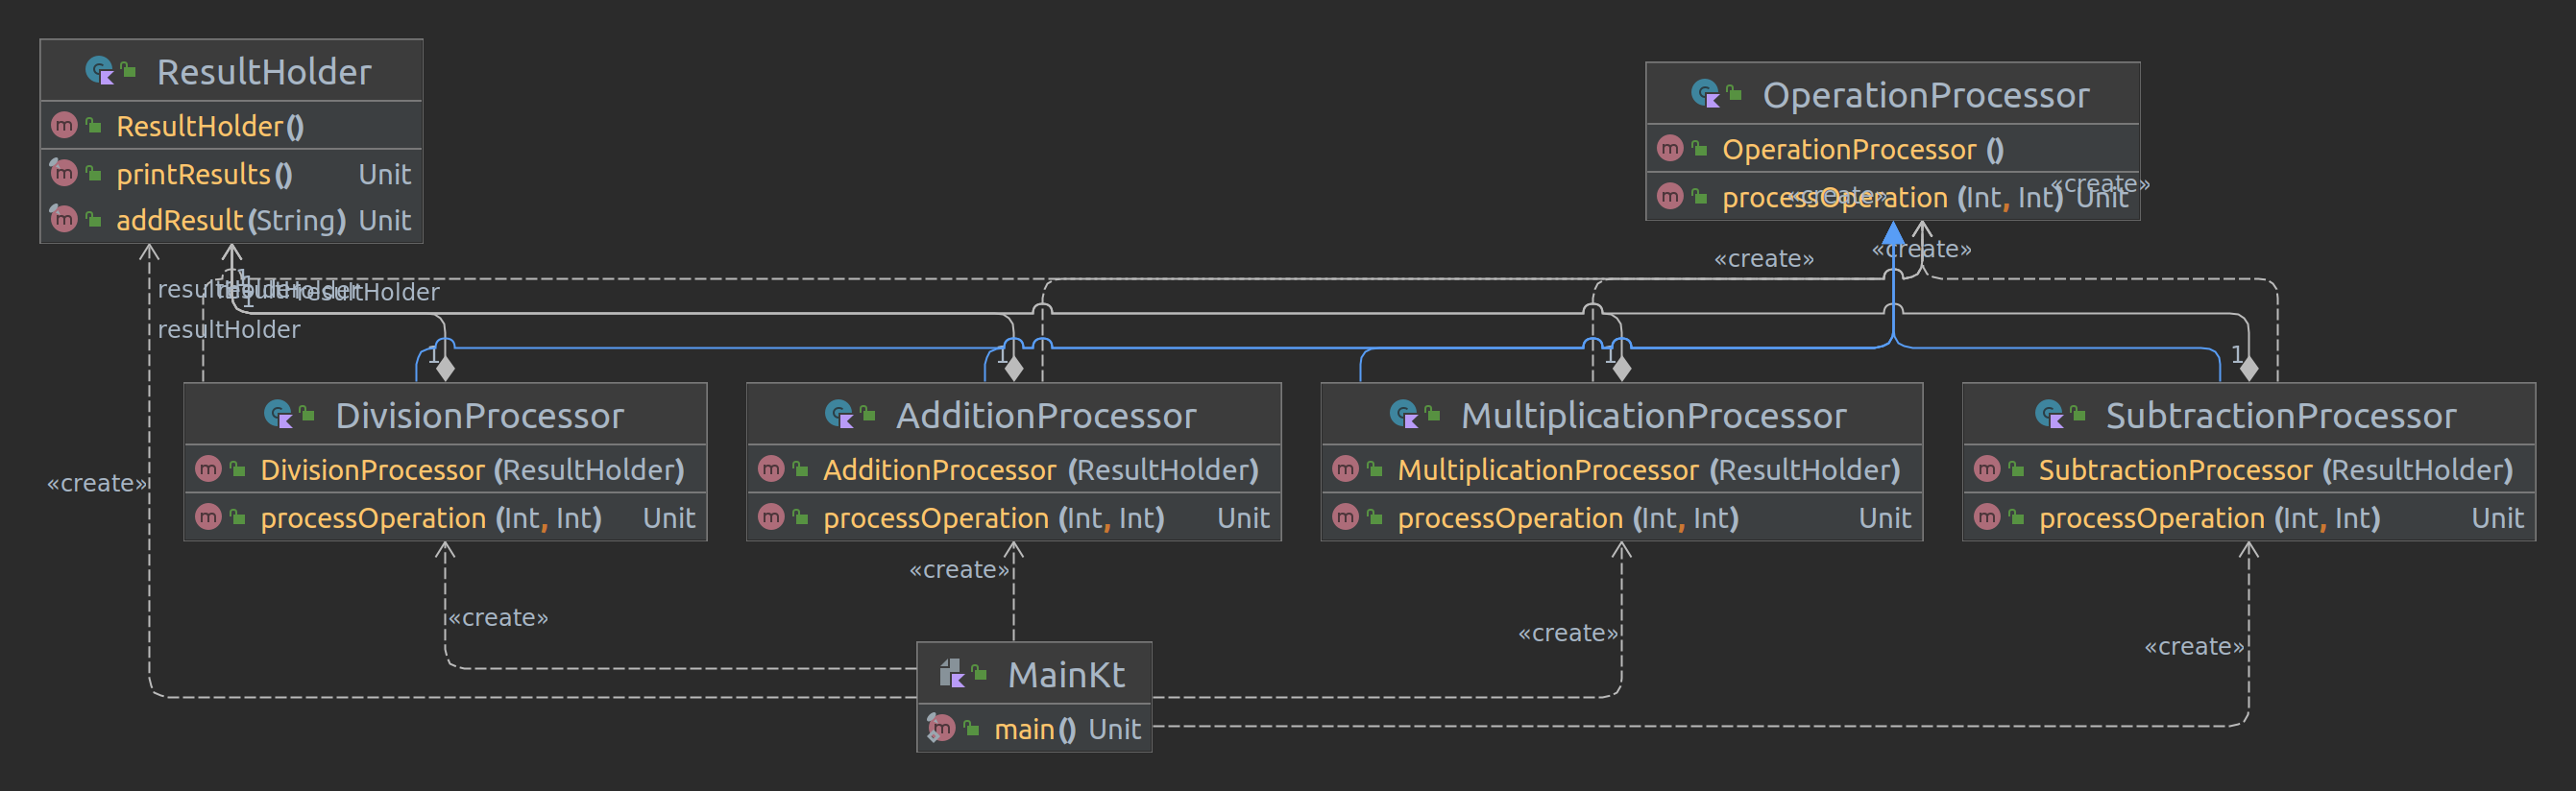 ResultHolder
ResultHolder()
printResults() Unit
addResult(String) Unit
OperationProcessor
OperationProcessor ()
processOperation (Int, Int) Unit
«create»
«create»
«create»
«create»
resultHolder
resultHolder
resultHolder
resultHolder
1
1
1
1
1
1
DivisionProcessor
DivisionProcessor (ResultHolder)
processOperation (Int, Int) Unit
AdditionProcessor
AdditionProcessor (ResultHolder)
processOperation (Int, Int) Unit
MultiplicationProcessor
MultiplicationProcessor (ResultHolder)
processOperation (Int, Int) Unit
SubtractionProcessor
SubtractionProcessor (ResultHolder)
processOperation (Int, Int) Unit
«create»
«create»
«create»
«create»
«create»
MainKt
main() Unit